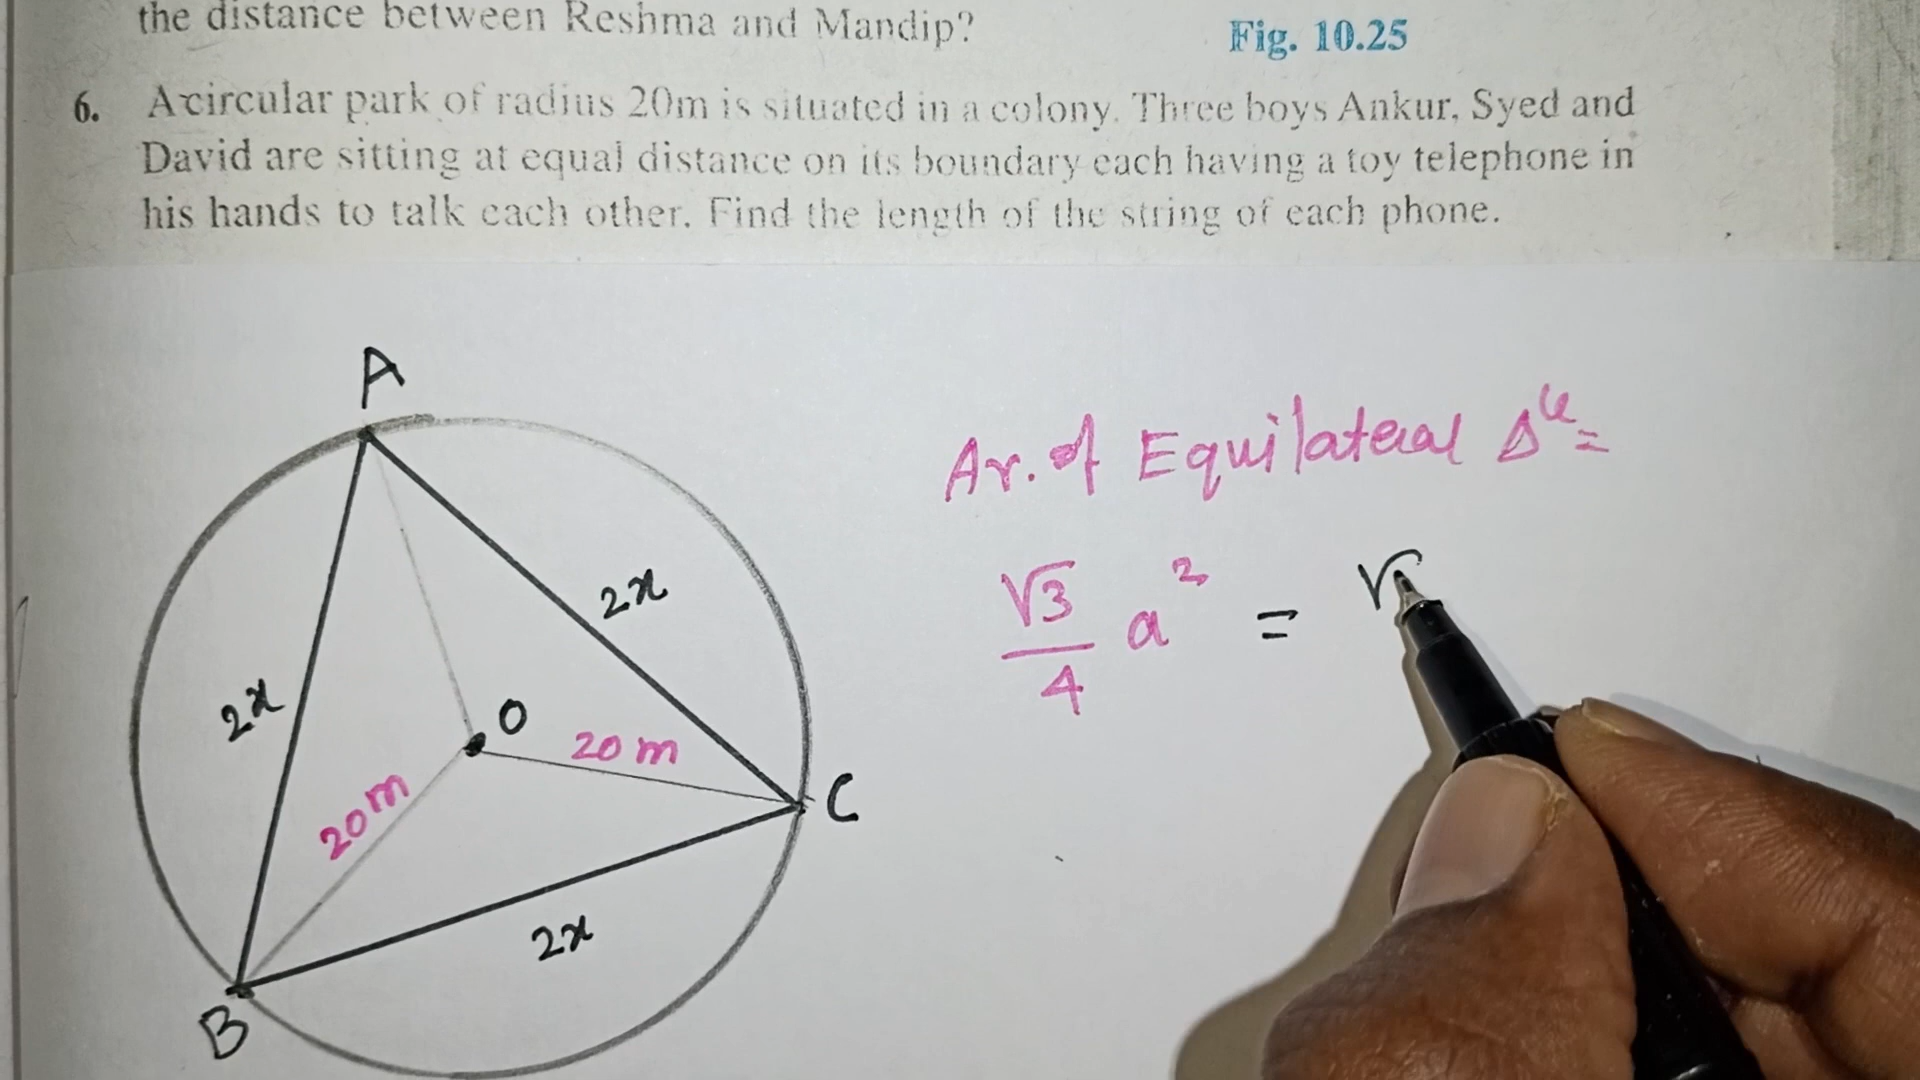 the distance between Reshma and Mandip?
Fig. 10.25
6. A circular park of radius 20m is situated in a colony. Three boys Ankur, Syed and
David are sitting at equal distance on its boundary each having a toy telephone in
his hands to talk each other. Find the length of the string of each phone.
A
Ar. of Equilateral Δle =
√3/4 a² = √
2x
2x
O
20 m
20m
C
2x
B